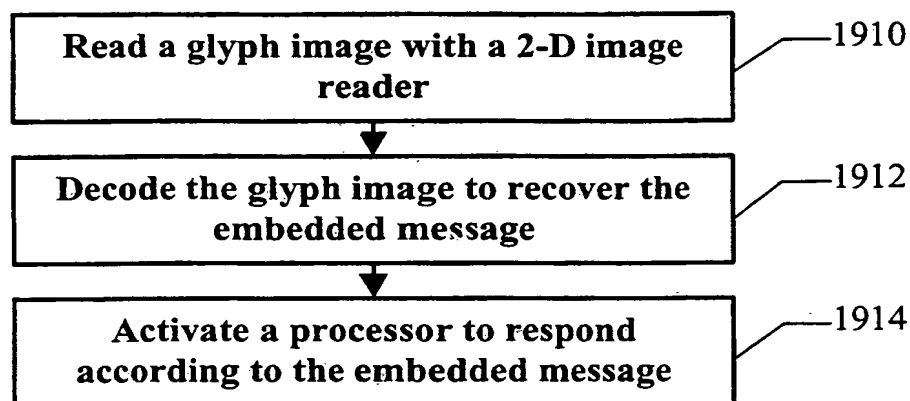 Read a glyph image with a 2-D image
reader
1910
Decode the glyph image to recover the
embedded message
1912
Activate a processor to respond
according to the embedded message
1914